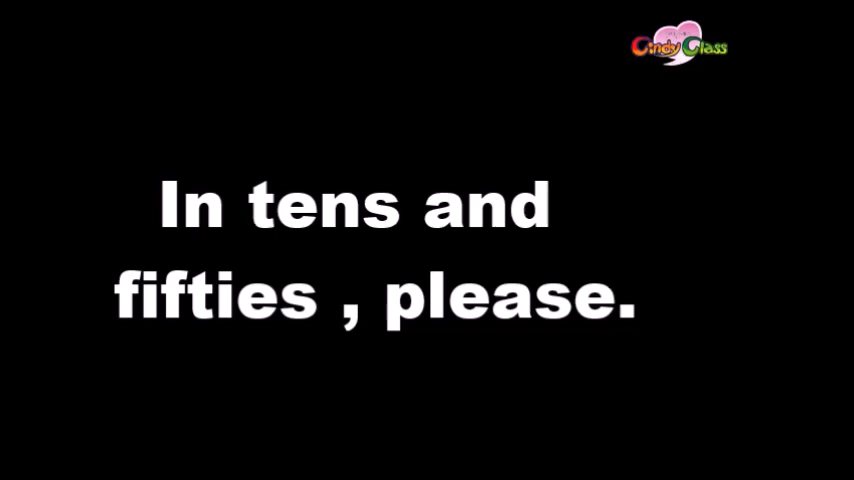 Cindy Class
In tens and
fifties , please.